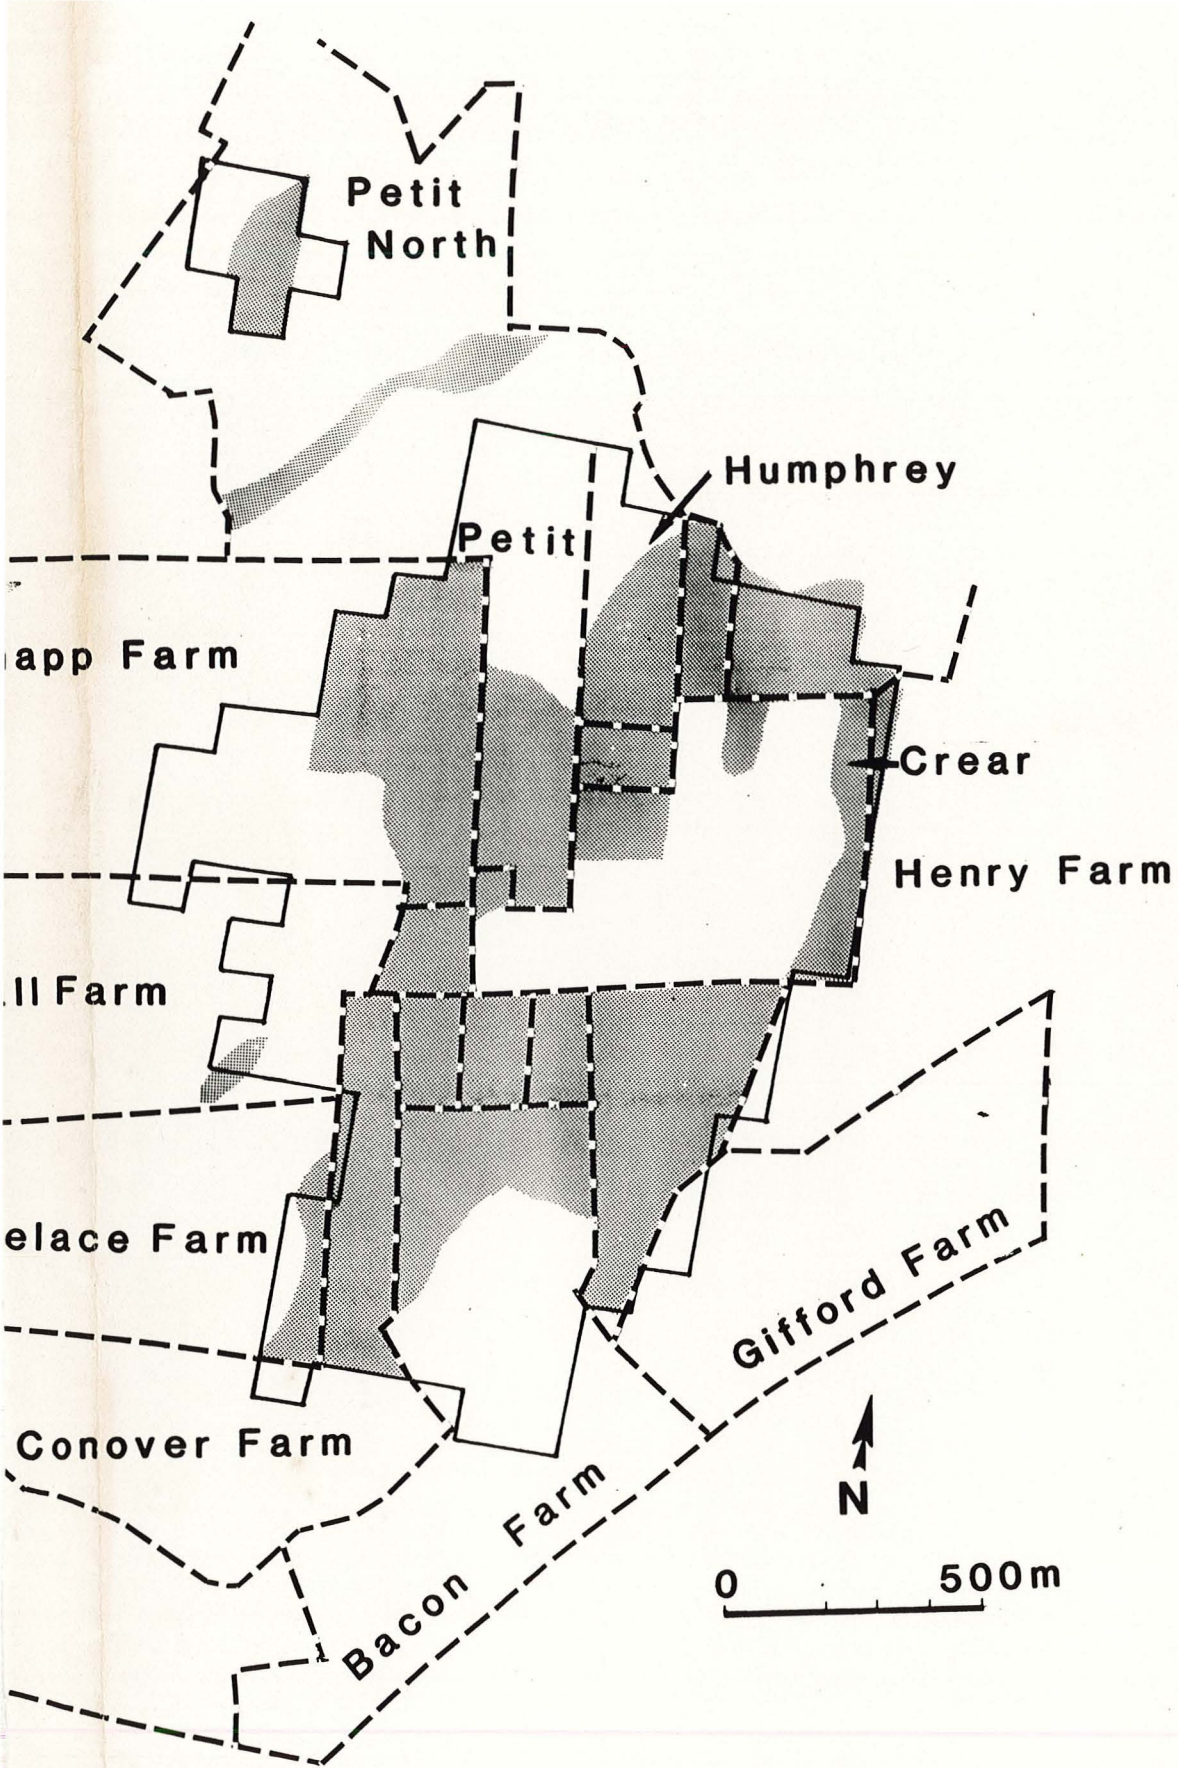 Petit
North
Humphrey
Petit
app Farm
Crear
Henry Farm
ll Farm
elace Farm
Gifford Farm
Conover Farm
N
Bacon Farm
0 500m